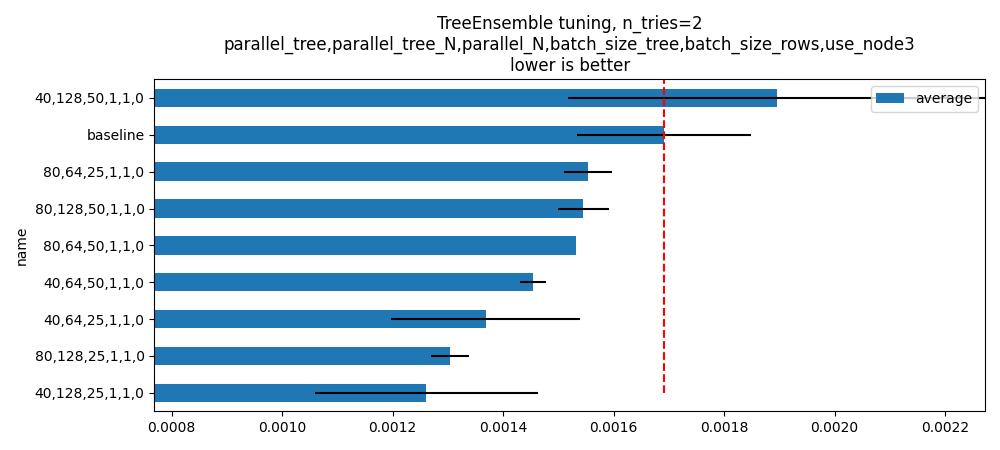 TreeEnsemble tuning, n_tries=2
parallel_tree,parallel_tree_N,parallel_N,batch_size_tree,batch_size_rows,use_node3
lower is better
40,128,50,1,1,0
average
baseline
80,64,25,1,1,0
80,128,50,1,1,0
80,64,50,1,1,0
name
40,64,50,1,1,0
40,64,25,1,1,0
80,128,25,1,1,0
40,128,25,1,1,0
0.0008 0.0010 0.0012 0.0014 0.0016 0.0018 0.0020 0.0022